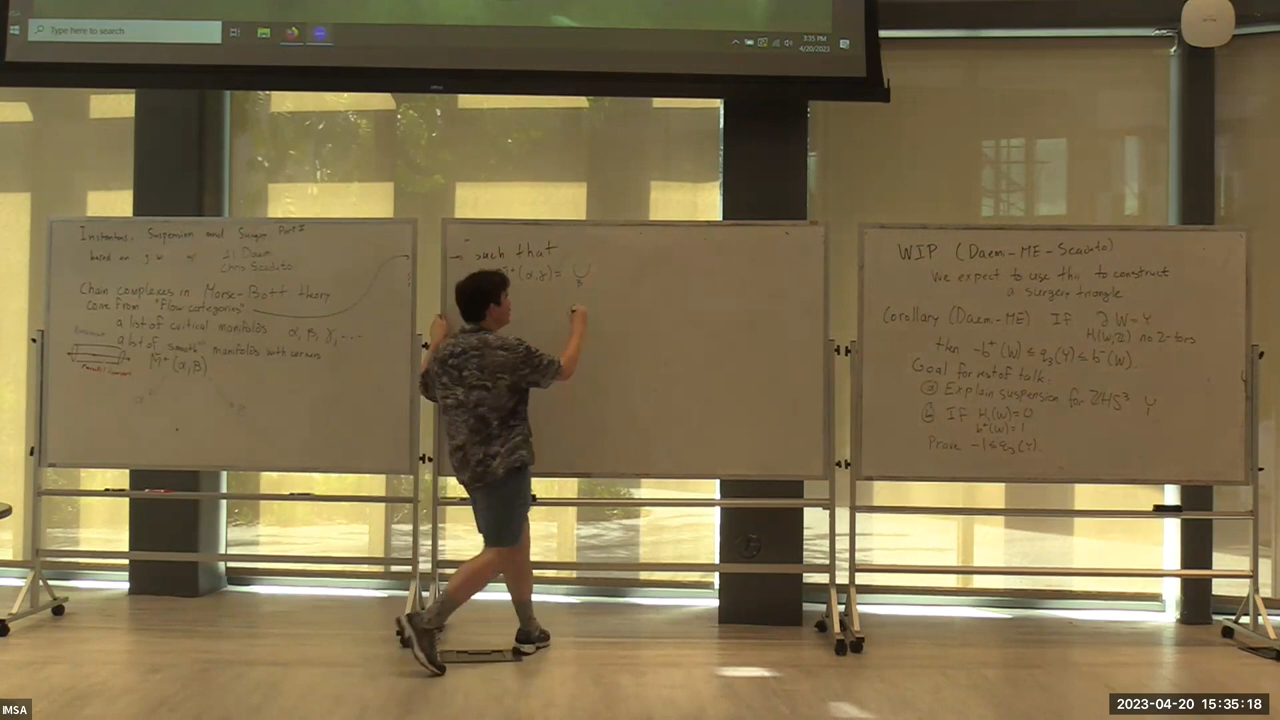 Type here to search
3:35 PM
4/20/2023
Instantons, Suspension and Surgery Part II
based on j.w. w/ Ali Daemi
Chris Scaduto
Chain complexes in Morse-Bott theory
come from "Flow categories"
a list of critical manifolds α, β, γ, ...
a list of "smooth" manifolds with corners
M̆⁺(α,β)
such that
(α,γ) = ∪
β
WIP (Daemi-ME-Scaduto)
We expect to use this to construct
a surgery triangle
Corollary (Daemi-ME) If ∂W=Y
H₁(W;Z) no 2-tors
then -b⁺(W) ≤ q₃(Y) ≤ b⁻(W).
Goal for rest of talk:
ⓐ Explain suspension for ZHS³ Y
ⓑ If H₁(W)=0
b⁺(W)=1
Prove -1≤q₃(Y).
IMSA
2023-04-20 15:35:18